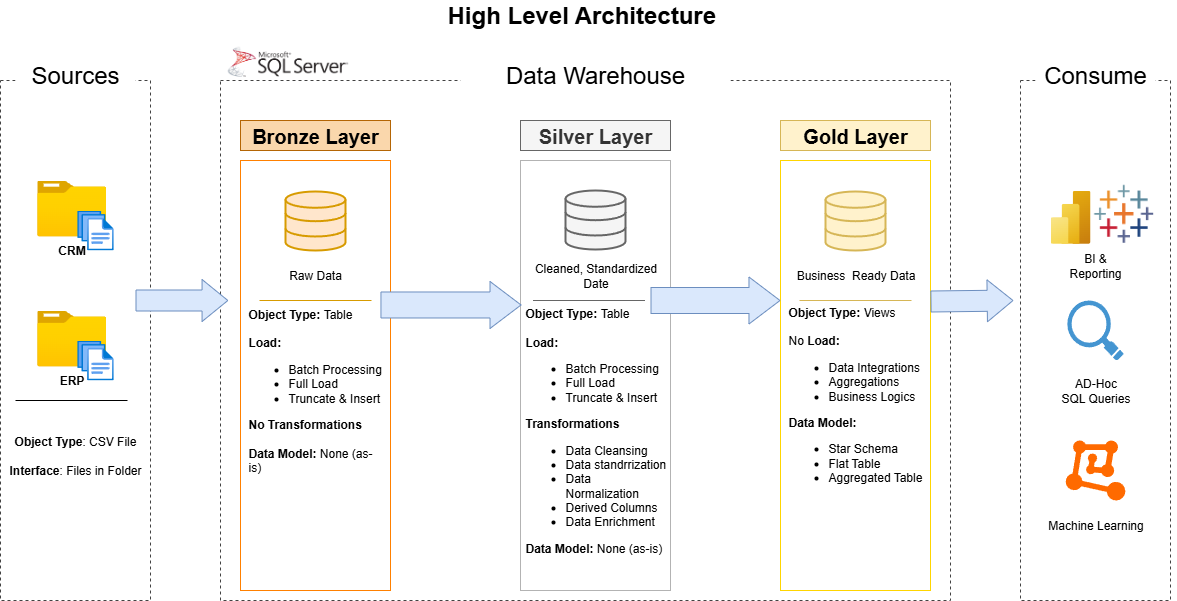 High Level Architecture
Sources
Microsoft®
SQL Server
Data Warehouse
Consume
Bronze Layer
Silver Layer
Gold Layer
CRM
ERP
Object Type: CSV File
Interface: Files in Folder
Raw Data
Object Type: Table
Load:
Batch Processing
Full Load
Truncate & Insert
No Transformations
Data Model: None (as-
is)
Cleaned, Standardized
Date
Object Type: Table
Load:
Batch Processing
Full Load
Truncate & Insert
Transformations
Data Cleansing
Data standrrization
Data
Normalization
Derived Columns
Data Enrichment
Data Model: None (as-is)
Business Ready Data
Object Type: Views
No Load:
Data Integrations
Aggregations
Business Logics
Data Model:
Star Schema
Flat Table
Aggregated Table
BI &
Reporting
AD-Hoc
SQL Queries
Machine Learning